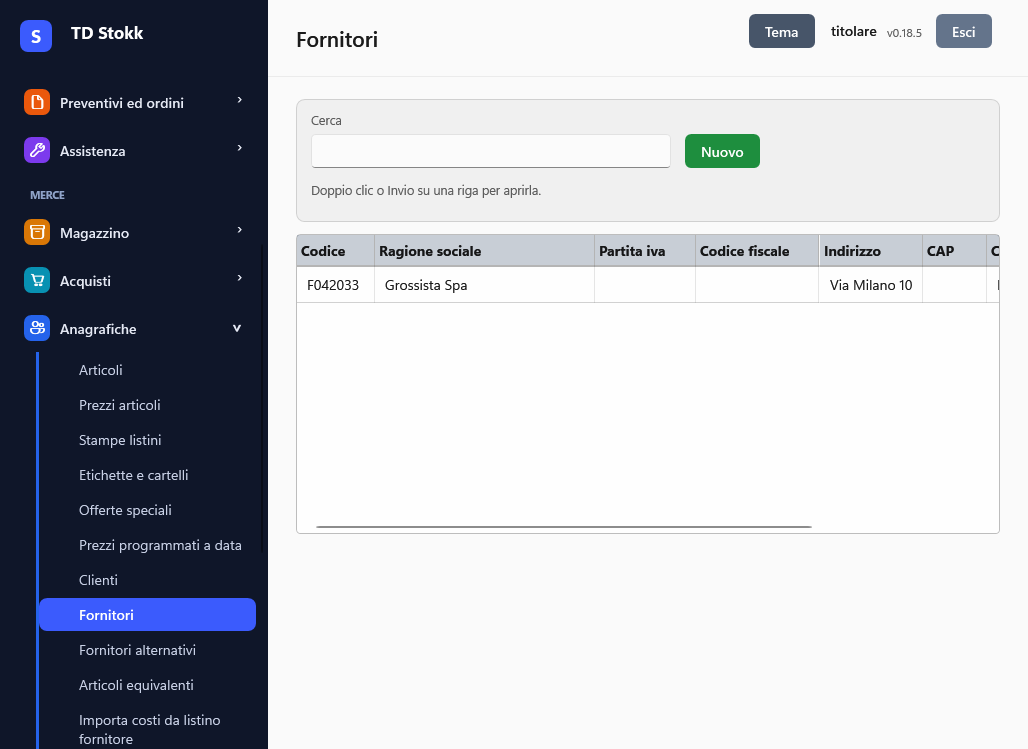 S
TD Stokk
Preventivi ed ordini
Assistenza
MERCE
Magazzino
Acquisti
Anagrafiche
Articoli
Prezzi articoli
Stampe listini
Etichette e cartelli
Offerte speciali
Prezzi programmati a data
Clienti
Fornitori
Fornitori alternativi
Articoli equivalenti
Importa costi da listino
fornitore
Fornitori
Tema
titolare v0.18.5
Esci
Cerca
Nuovo
Doppio clic o Invio su una riga per aprirla.
Codice Ragione sociale Partita iva Codice fiscale Indirizzo CAP
F042033 Grossista Spa Via Milano 10